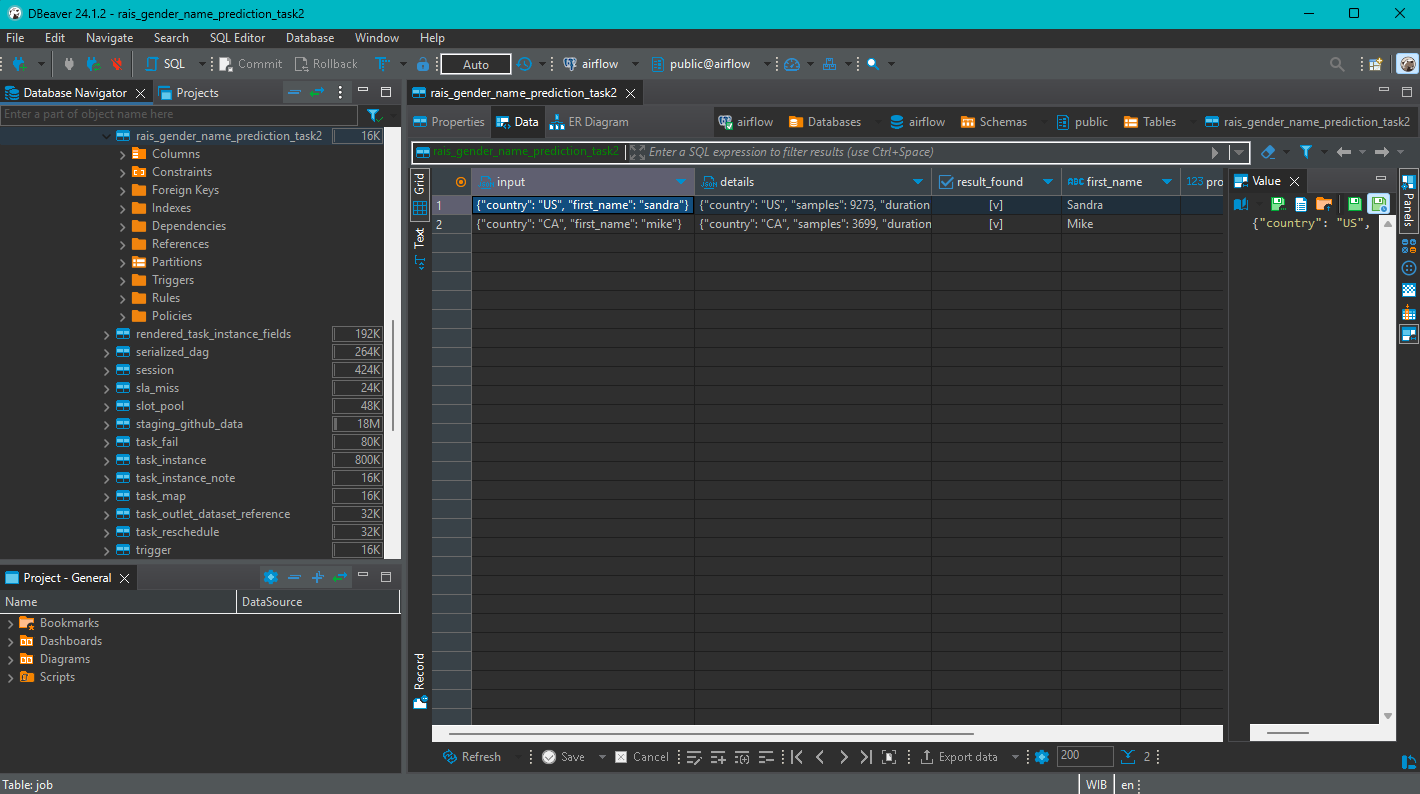 DBeaver 24.1.2 - rais_gender_name_prediction_task2
File Edit Navigate Search SQL Editor Database Window Help
SQL Commit Rollback Auto airflow public@airflow
Database Navigator Projects
Enter a part of object name here
rais_gender_name_prediction_task2 16K
Columns
Constraints
Foreign Keys
Indexes
Dependencies
References
Partitions
Triggers
Rules
Policies
rendered_task_instance_fields 192K
serialized_dag 264K
session 424K
sla_miss 24K
slot_pool 48K
staging_github_data 18M
task_fail 80K
task_instance 800K
task_instance_note 16K
task_map 16K
task_outlet_dataset_reference 32K
task_reschedule 32K
trigger 16K
Project - General
Name DataSource
Bookmarks
Dashboards
Diagrams
Scripts
rais_gender_name_prediction_task2
Properties Data ER Diagram airflow Databases airflow Schemas public Tables rais_gender_name_prediction_task2
rais_gender_name_prediction_task2 Enter a SQL expression to filter results (use Ctrl+Space)
Grid
Text
Record
input details result_found ABC first_name 123 pro
1 {"country": "US", "first_name": "sandra"} {"country": "US", "samples": 9273, "duration [v] Sandra
2 {"country": "CA", "first_name": "mike"} {"country": "CA", "samples": 3699, "duration [v] Mike
Value
{"country": "US",
Panels
Refresh Save Cancel Export data 200 2
Table: job WIB en